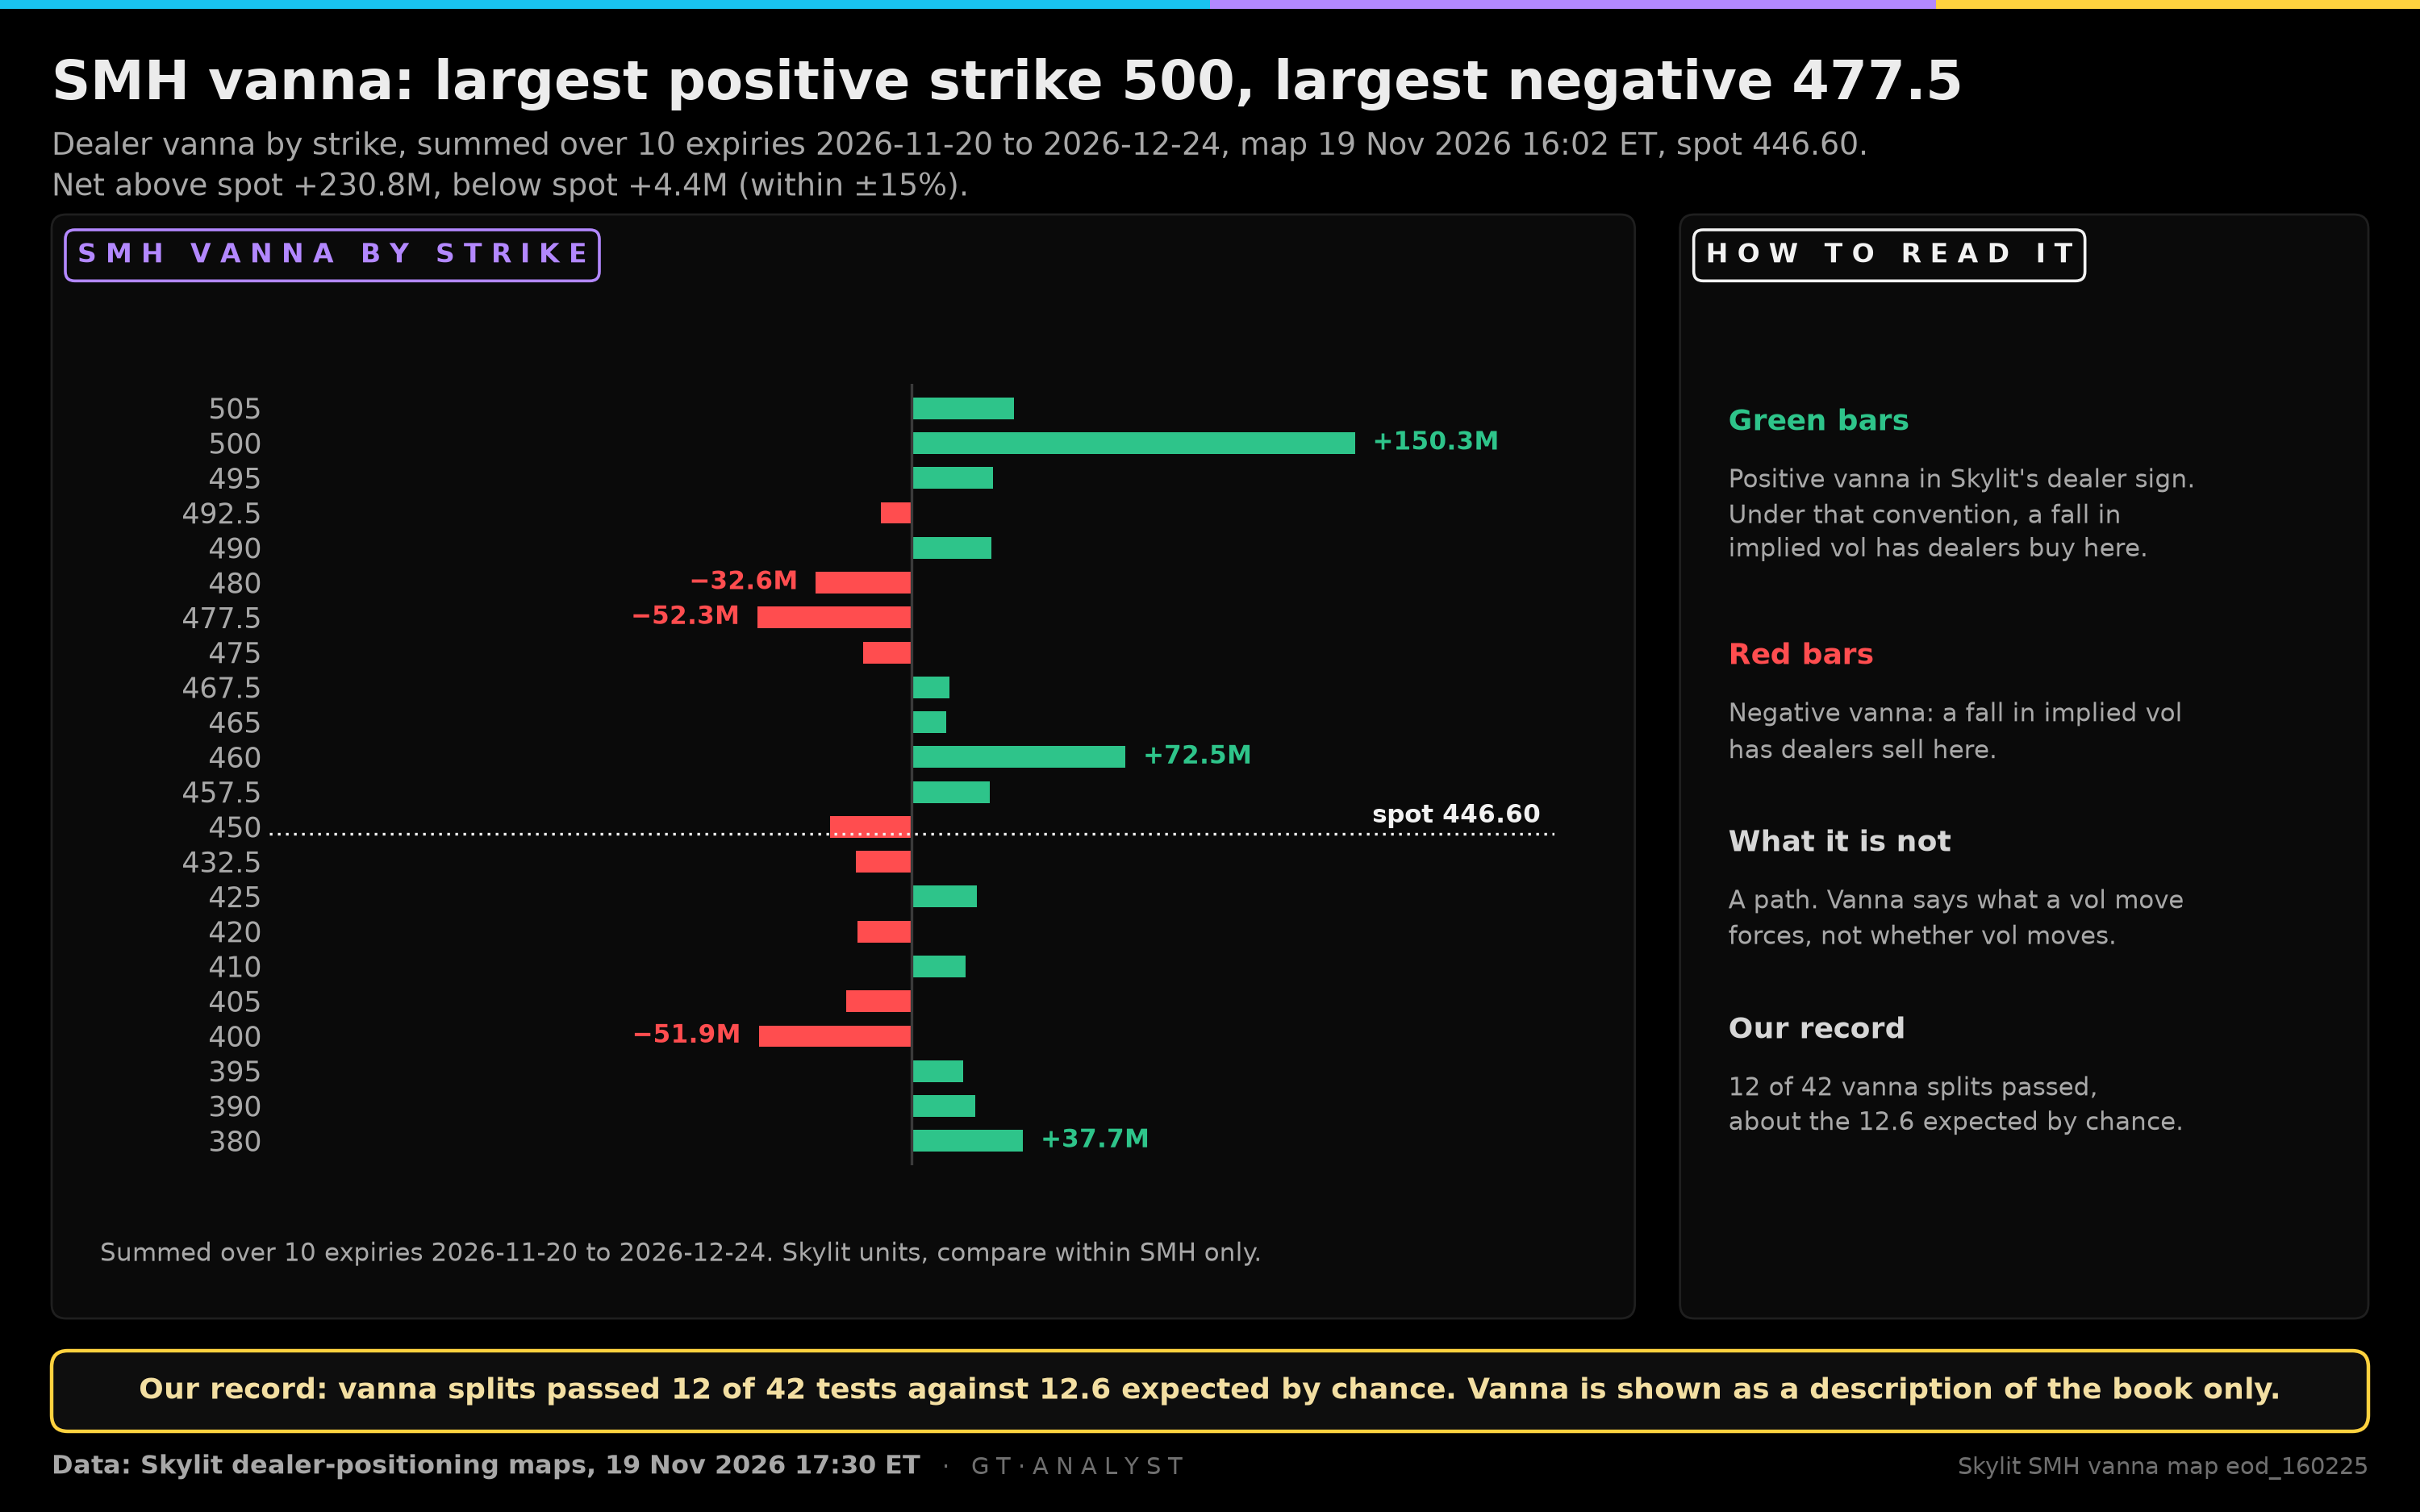 SMH vanna: largest positive strike 500, largest negative 477.5
Dealer vanna by strike, summed over 10 expiries 2026-11-20 to 2026-12-24, map 19 Nov 2026 16:02 ET, spot 446.60.
Net above spot +230.8M, below spot +4.4M (within ±15%).
SMH VANNA BY STRIKE
505
500 +150.3M
495
492.5
490
480 −32.6M
477.5 −52.3M
475
467.5
465
460 +72.5M
457.5
spot 446.60
450
432.5
425
420
410
405
400 −51.9M
395
390
380 +37.7M
Summed over 10 expiries 2026-11-20 to 2026-12-24. Skylit units, compare within SMH only.
HOW TO READ IT
Green bars
Positive vanna in Skylit's dealer sign.
Under that convention, a fall in
implied vol has dealers buy here.
Red bars
Negative vanna: a fall in implied vol
has dealers sell here.
What it is not
A path. Vanna says what a vol move
forces, not whether vol moves.
Our record
12 of 42 vanna splits passed,
about the 12.6 expected by chance.
Our record: vanna splits passed 12 of 42 tests against 12.6 expected by chance. Vanna is shown as a description of the book only.
Data: Skylit dealer-positioning maps, 19 Nov 2026 17:30 ET · GT·ANALYST
Skylit SMH vanna map eod_160225